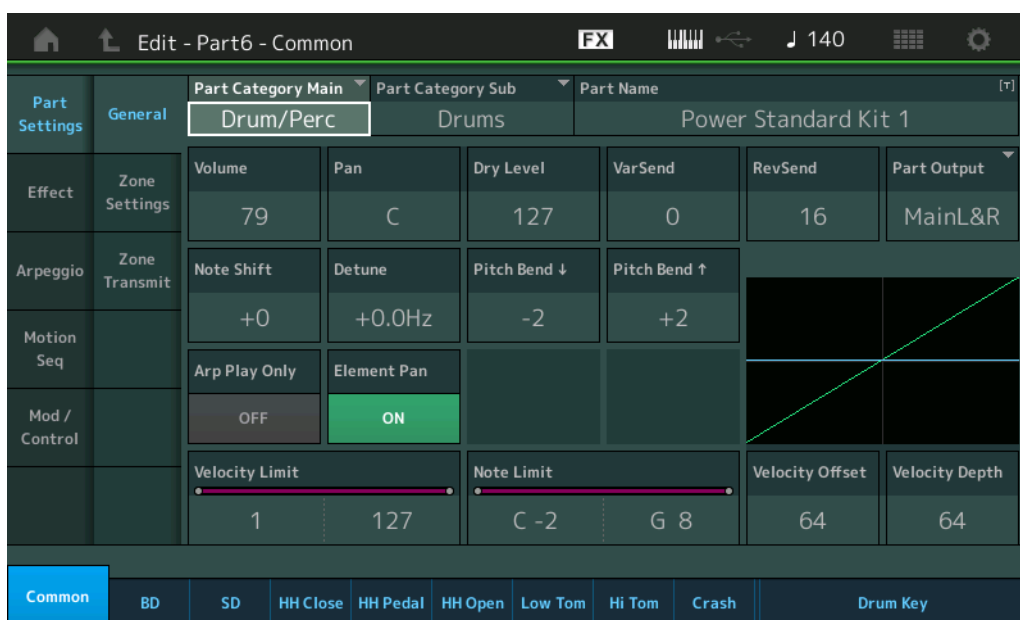 Edit - Part6 - Common
FX
♩ 140
Part Settings
Effect
Arpeggio
Motion Seq
Mod / Control
General
Zone Settings
Zone Transmit
Part Category Main
Part Category Sub
Part Name
[T]
Drum/Perc
Drums
Power Standard Kit 1
Volume
Pan
Dry Level
VarSend
RevSend
Part Output
79
C
127
0
16
MainL&R
Note Shift
Detune
Pitch Bend ↓
Pitch Bend ↑
+0
+0.0Hz
-2
+2
Arp Play Only
Element Pan
OFF
ON
Velocity Limit
Note Limit
Velocity Offset
Velocity Depth
1
127
C -2
G 8
64
64
Common
BD
SD
HH Close
HH Pedal
HH Open
Low Tom
Hi Tom
Crash
Drum Key